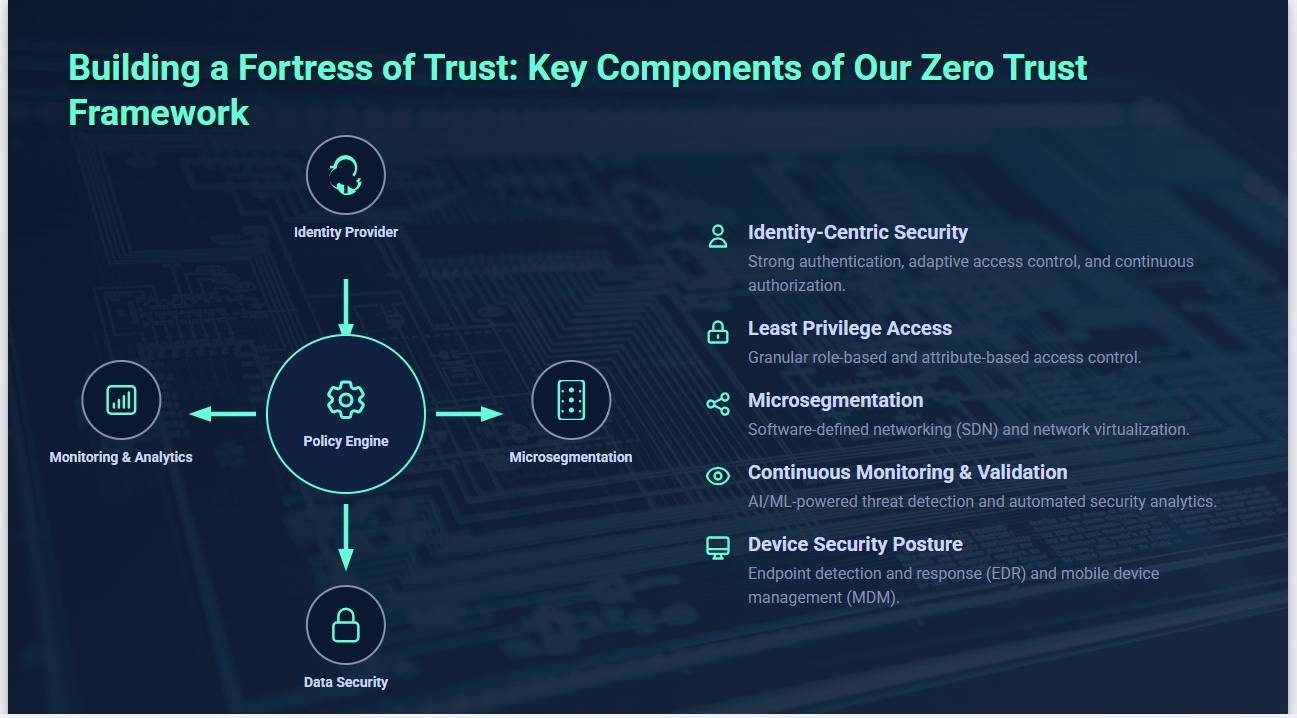 Building a Fortress of Trust: Key Components of Our Zero Trust
Framework
Identity Provider
Policy Engine
Monitoring & Analytics
Microsegmentation
Data Security
Identity-Centric Security
Strong authentication, adaptive access control, and continuous
authorization.
Least Privilege Access
Granular role-based and attribute-based access control.
Microsegmentation
Software-defined networking (SDN) and network virtualization.
Continuous Monitoring & Validation
AI/ML-powered threat detection and automated security analytics.
Device Security Posture
Endpoint detection and response (EDR) and mobile device
management (MDM).